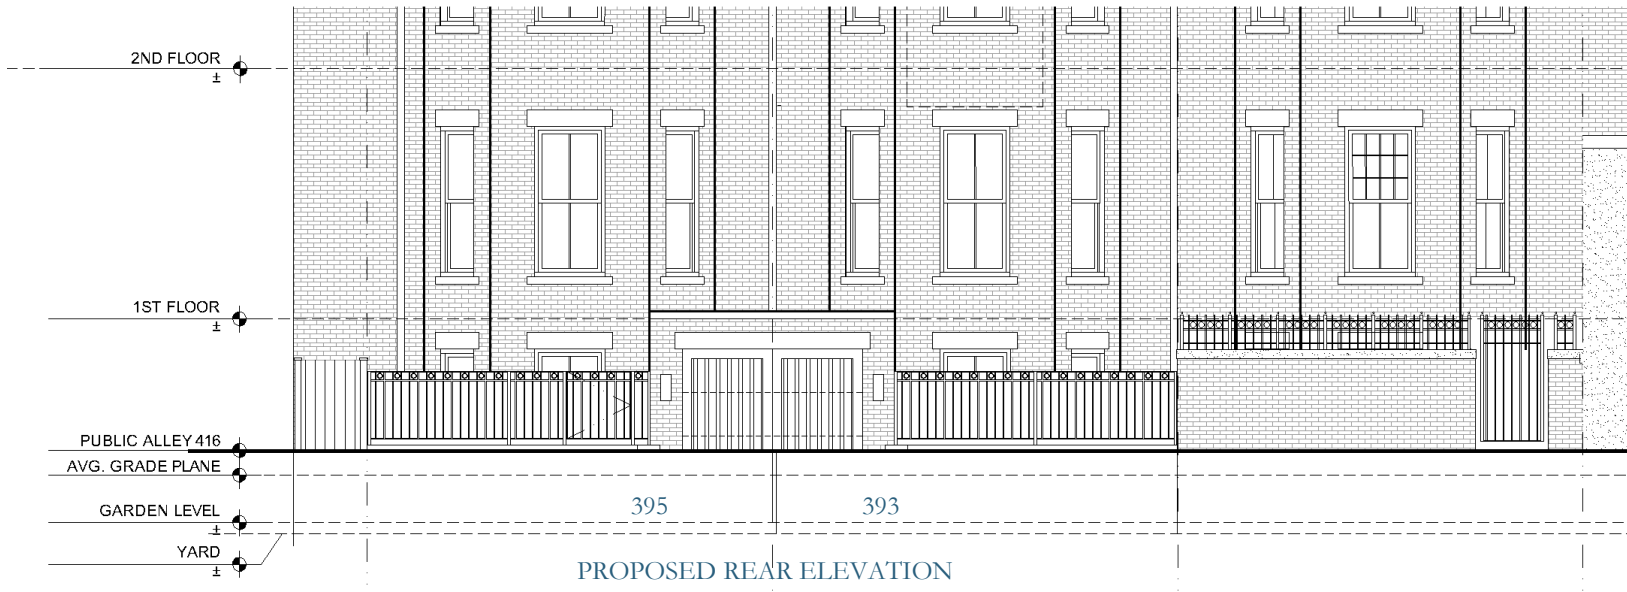 2ND FLOOR
±
1ST FLOOR
±
PUBLIC ALLEY 416
AVG. GRADE PLANE
GARDEN LEVEL
±
YARD
±
395 393
PROPOSED REAR ELEVATION